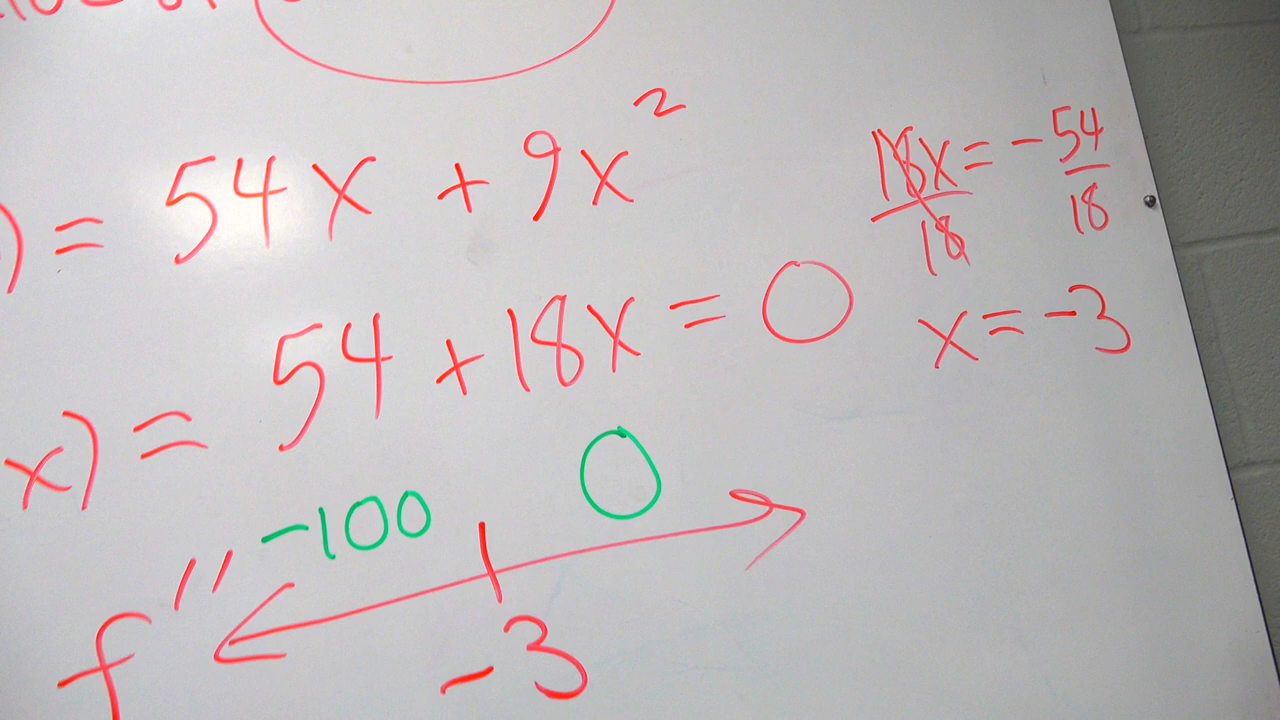 ) = 54x + 9x²
18x/18 = -54/18
x) = 54 + 18x = 0
x = -3
-100 0
f''
-3